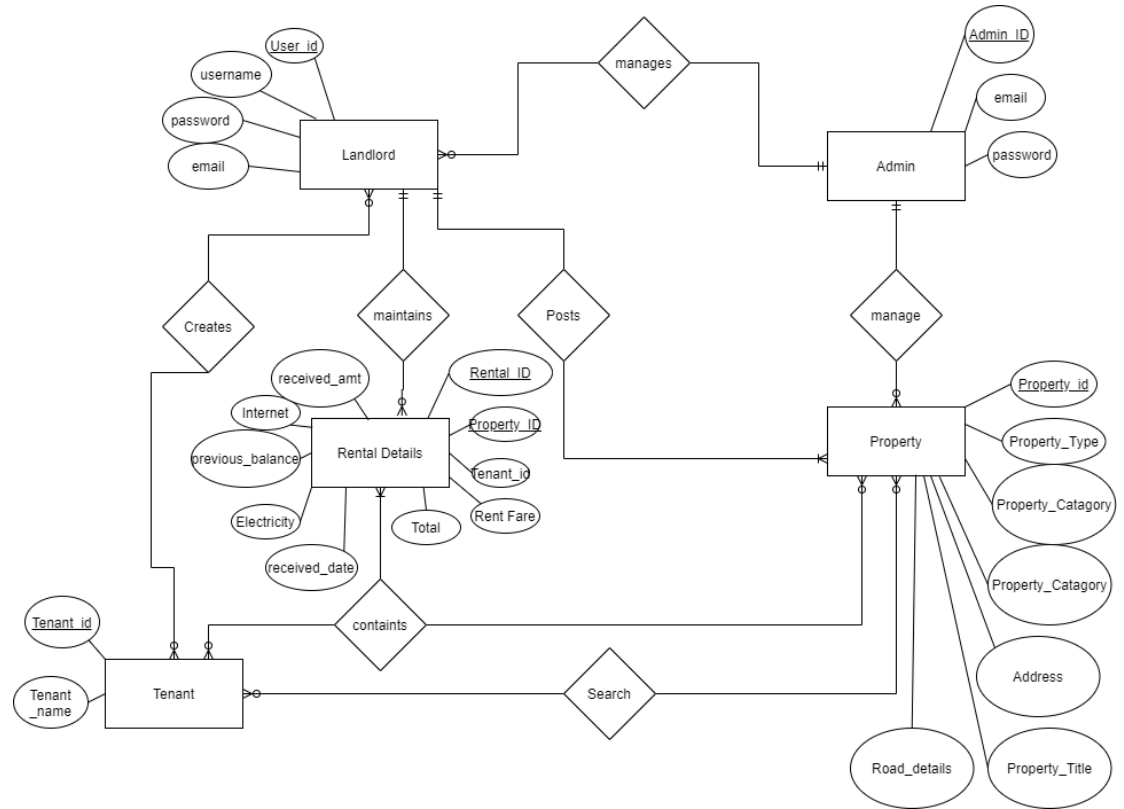 User_id
Admin_ID
manages
username
email
password
Landlord
password
Admin
email
Creates
maintains
Posts
manage
received_amt
Rental_ID
Property_id
Internet
Property_ID
Property_Type
Rental Details
Property
previous_balance
Tenant_id
Property_Catagory
Electricity
Total
Rent Fare
received_date
Property_Catagory
Tenant_id
containts
Address
Tenant
_name
Tenant
Search
Road_details
Property_Title